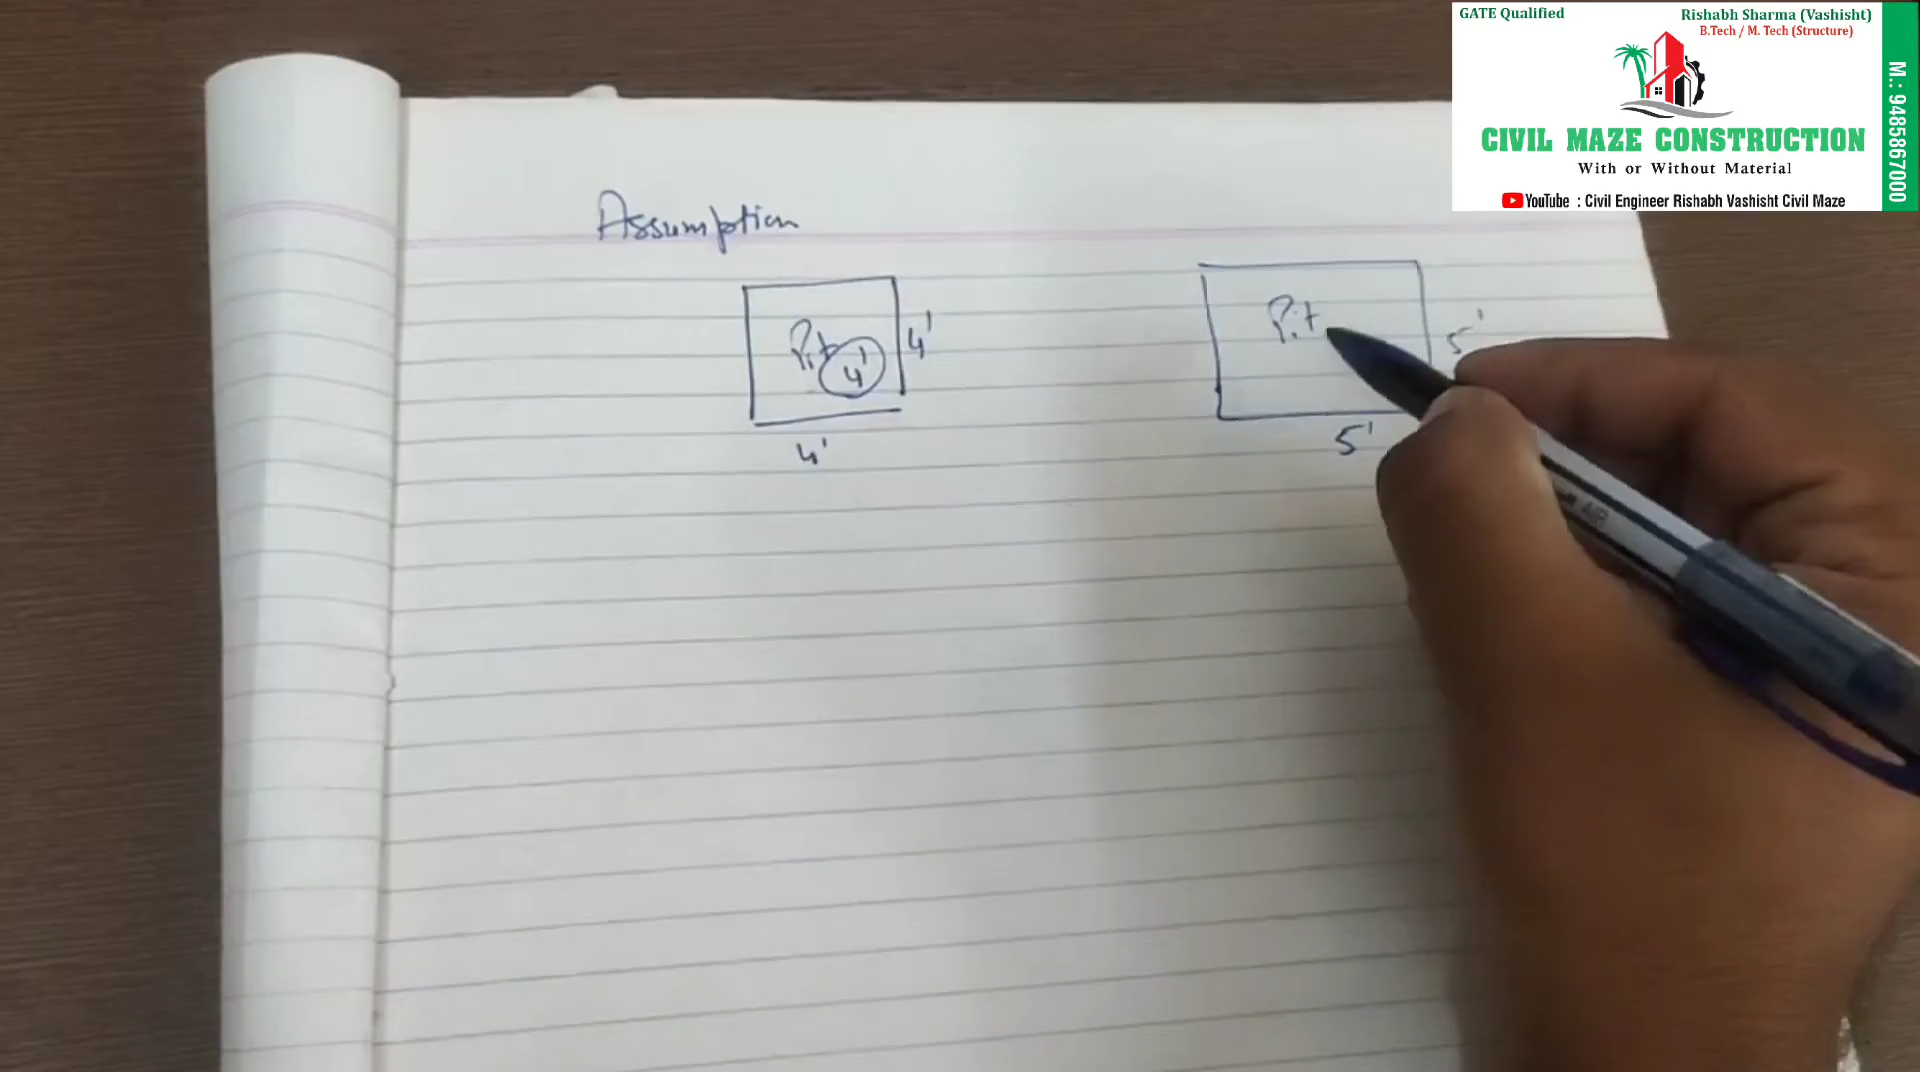 GATE Qualified
Rishabh Sharma (Vashisht)
B.Tech / M. Tech (Structure)
CIVIL MAZE CONSTRUCTION
With or Without Material
YouTube : Civil Engineer Rishabh Vashisht Civil Maze
M.: 9485867000
Assumption
Pit
4'
4'
4'
Pit
5'
5'
AIR